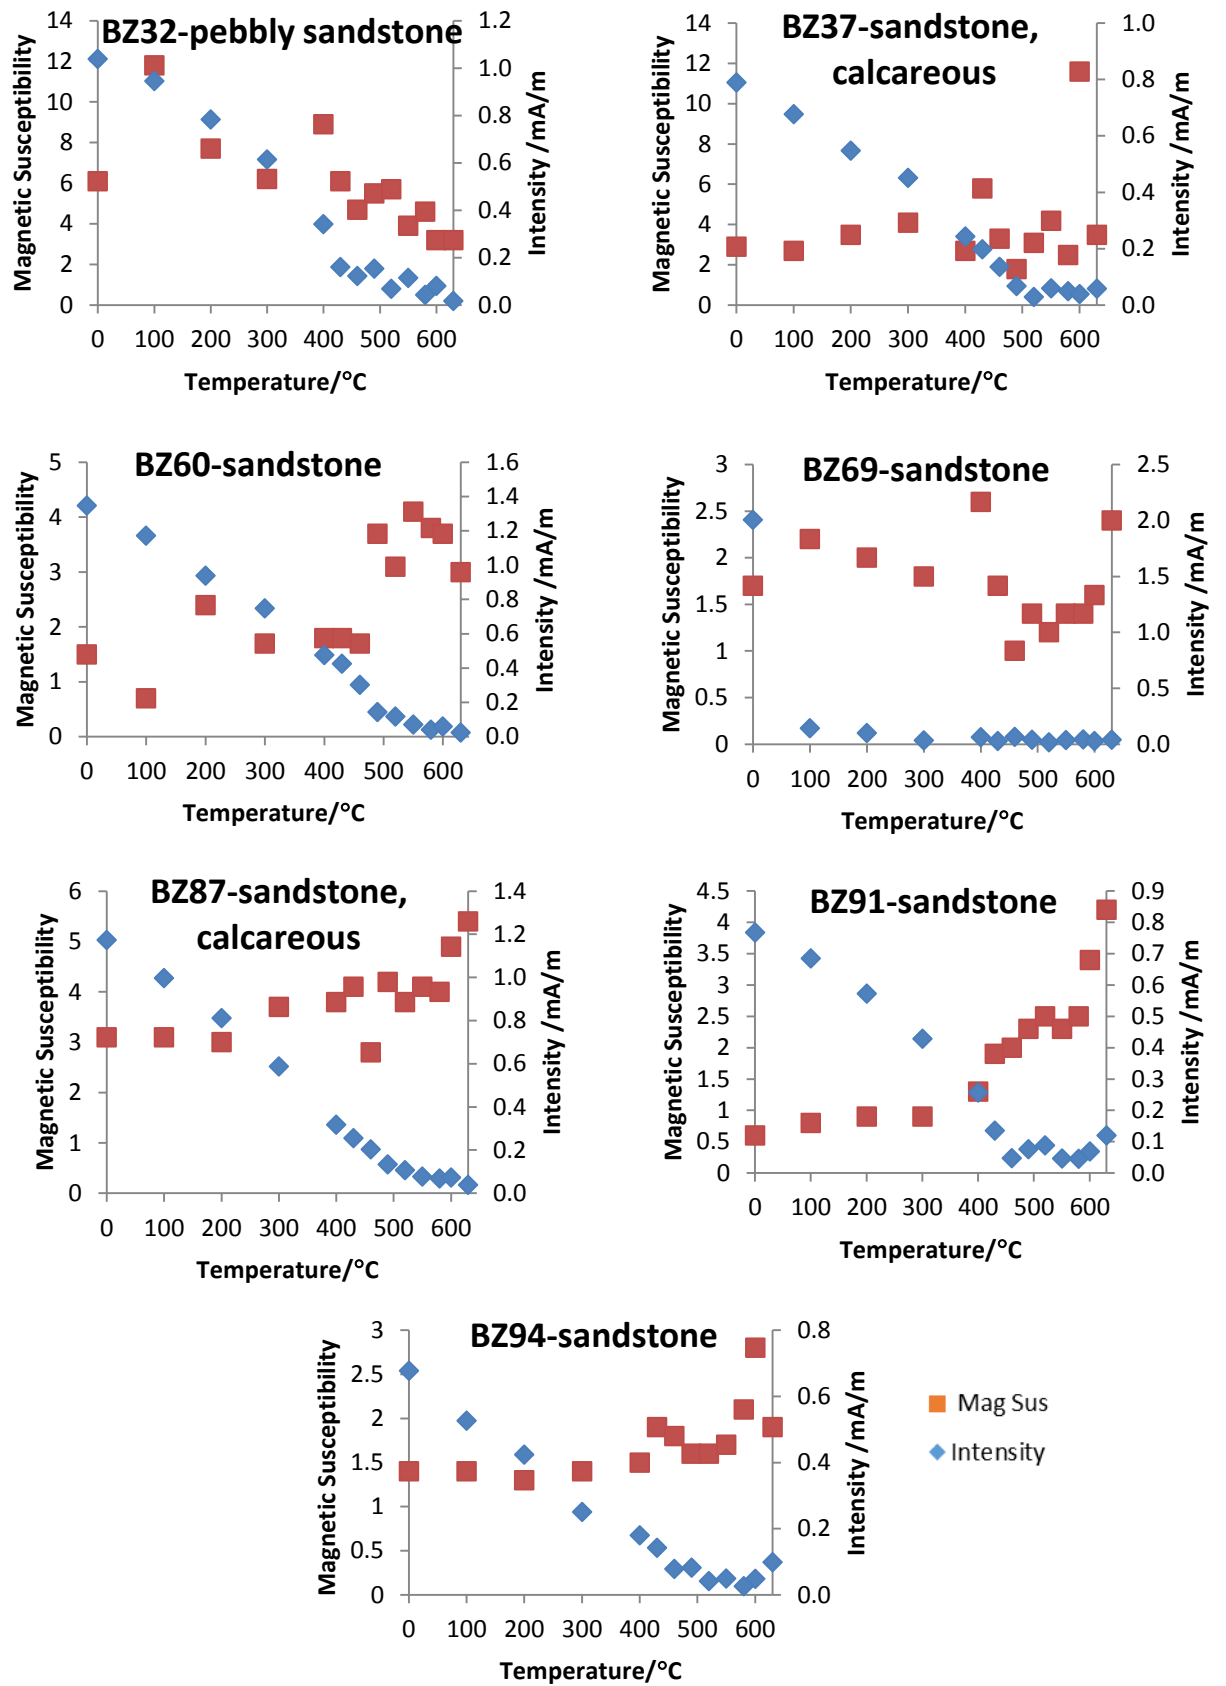 BZ32-pebbly sandstone
14
12
10
8
6
4
2
0
Magnetic Susceptibility
1.2
1.0
0.8
0.6
0.4
0.2
0.0
Intensity /mA/m
0 100 200 300 400 500 600
Temperature/°C
BZ37-sandstone,
calcareous
14
12
10
8
6
4
2
0
Magnetic Susceptibility
1.0
0.8
0.6
0.4
0.2
0.0
Intensity /mA/m
0 100 200 300 400 500 600
Temperature/°C
BZ60-sandstone
5
4
3
2
1
0
Magnetic Susceptibility
1.6
1.4
1.2
1.0
0.8
0.6
0.4
0.2
0.0
Intensity /mA/m
0 100 200 300 400 500 600
Temperature/°C
BZ69-sandstone
3
2.5
2
1.5
1
0.5
0
Magnetic Susceptibility
2.5
2.0
1.5
1.0
0.5
0.0
Intensity /mA/m
0 100 200 300 400 500 600
Temperature/°C
BZ87-sandstone,
calcareous
6
5
4
3
2
1
0
Magnetic Susceptibility
1.4
1.2
1.0
0.8
0.6
0.4
0.2
0.0
Intensity /mA/m
0 100 200 300 400 500 600
Temperature/°C
BZ91-sandstone
4.5
4
3.5
3
2.5
2
1.5
1
0.5
0
Magnetic Susceptibility
0.9
0.8
0.7
0.6
0.5
0.4
0.3
0.2
0.1
0.0
Intensity /mA/m
0 100 200 300 400 500 600
Temperature/°C
BZ94-sandstone
3
2.5
2
1.5
1
0.5
0
Magnetic Susceptibility
0.8
0.6
0.4
0.2
0.0
Intensity /mA/m
0 100 200 300 400 500 600
Temperature/°C
Mag Sus
Intensity